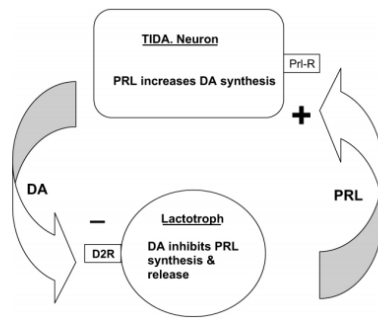 TIDA. Neuron
Prl-R
PRL increases DA synthesis
+
DA
PRL
–
Lactotroph
D2R
DA inhibits PRL
synthesis &
release